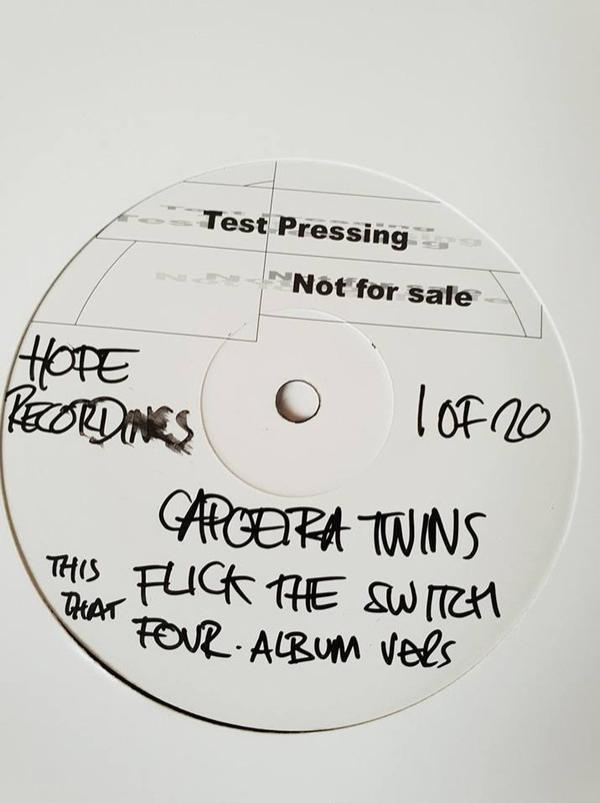 Test Pressing
Not for sale
HOPE
RECORDINGS
1 OF 20
CAPOEIRA TWINS
THIS FLICK THE SWITCH
THAT FOUR. ALBUM VERS